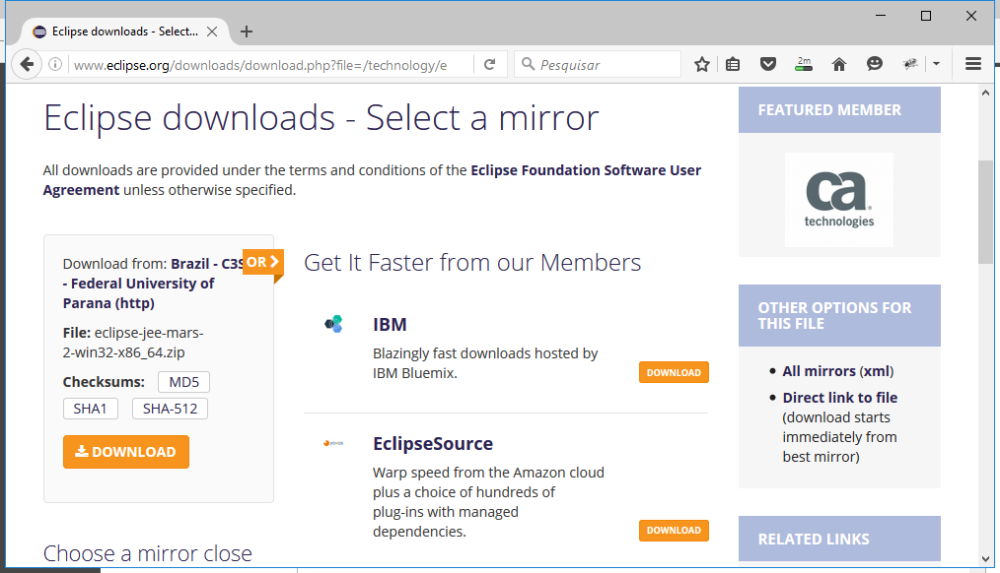 Eclipse downloads - Select...
www.eclipse.org/downloads/download.php?file=/technology/e
Pesquisar
2m
Eclipse downloads - Select a mirror
All downloads are provided under the terms and conditions of the Eclipse Foundation Software User
Agreement unless otherwise specified.
Download from: Brazil - C3S
- Federal University of
Parana (http)
File: eclipse-jee-mars-
2-win32-x86_64.zip
Checksums: MD5
SHA1 SHA-512
DOWNLOAD
OR
Get It Faster from our Members
IBM
Blazingly fast downloads hosted by
IBM Bluemix.
DOWNLOAD
EclipseSource
Warp speed from the Amazon cloud
plus a choice of hundreds of
plug-ins with managed
dependencies.
DOWNLOAD
Choose a mirror close
FEATURED MEMBER
ca
technologies
OTHER OPTIONS FOR
THIS FILE
All mirrors (xml)
Direct link to file
(download starts
immediately from
best mirror)
RELATED LINKS